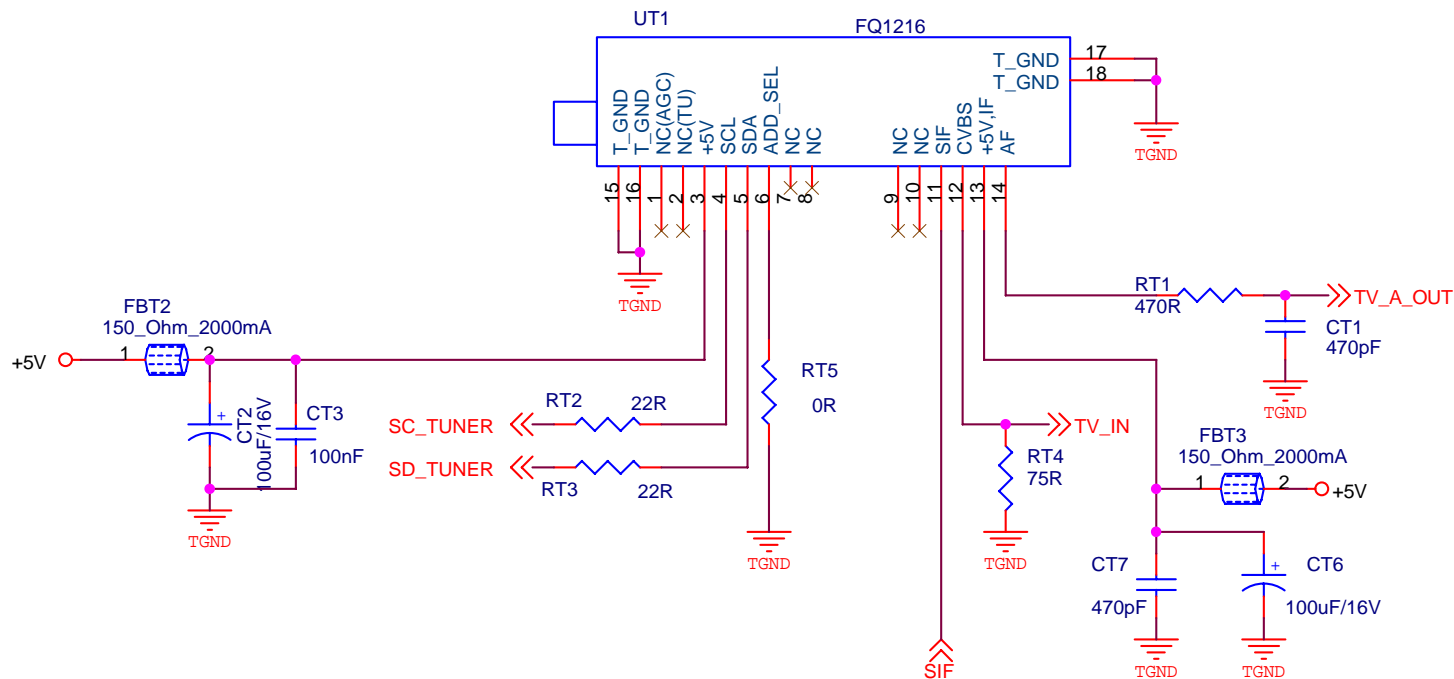 UT1
FQ1216
T_GND 17
T_GND 18
TGND
T_GND 15
T_GND 16
NC(AGC) 1
NC(TU) 2
+5V 3
SCL 4
SDA 5
ADD_SEL 6
NC 7
NC 8
NC 9
NC 10
SIF 11
CVBS 12
+5V,IF 13
AF 14
TGND
RT1
470R
TV_A_OUT
CT1
470pF
TGND
FBT2
150_Ohm_2000mA
+5V
1
2
CT2
100uF/16V
CT3
100nF
TGND
RT2
22R
SC_TUNER
SD_TUNER
RT3
22R
RT5
0R
TGND
TV_IN
RT4
75R
TGND
FBT3
150_Ohm_2000mA
1
2
+5V
CT7
470pF
TGND
CT6
100uF/16V
TGND
SIF